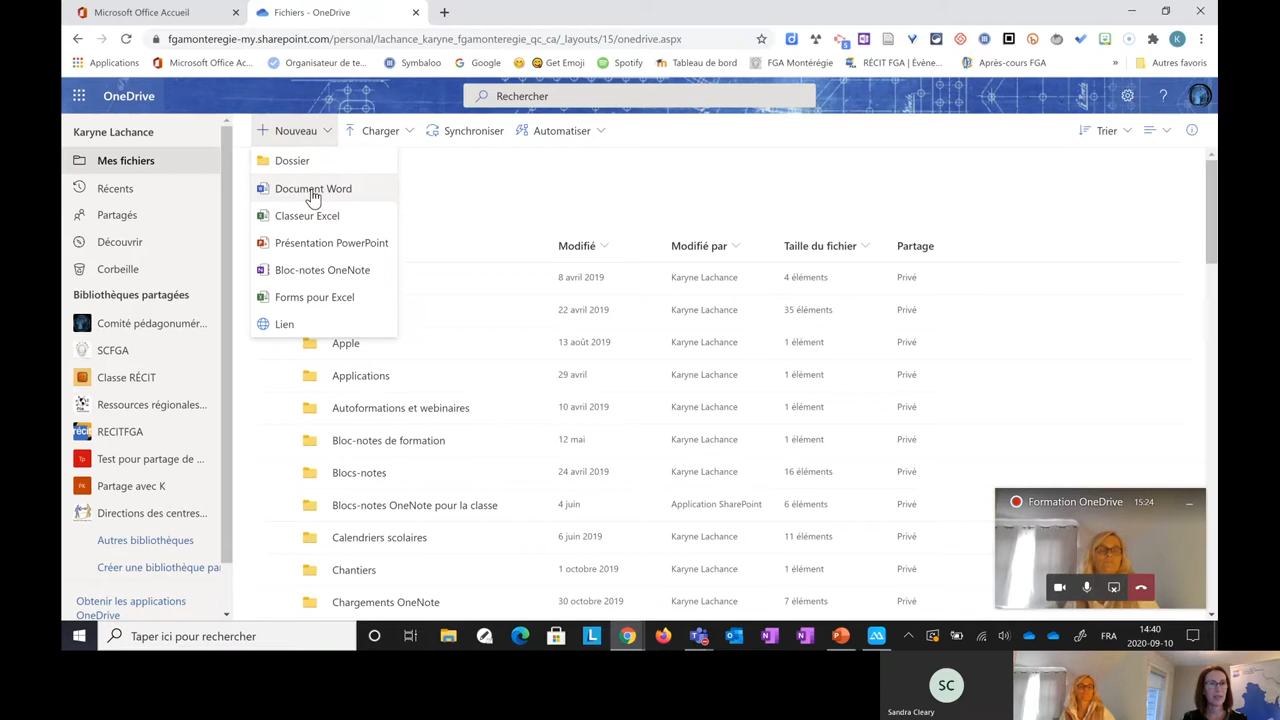 Microsoft Office Accueil
Fichiers - OneDrive
fgamonteregie-my.sharepoint.com/personal/lachance_karyne_fgamonteregie_qc_ca/_layouts/15/onedrive.aspx
5
K
Applications
Microsoft Office Ac...
Organisateur de te...
Symbaloo
Google
Get Emoji
Spotify
Tableau de bord
FGA Montérégie
RÉCIT FGA | Évène...
Après-cours FGA
»
Autres favoris
OneDrive
Rechercher
?
Karyne Lachance
Nouveau
Charger
Synchroniser
Automatiser
Trier
Mes fichiers
Récents
Partagés
Découvrir
Corbeille
Bibliothèques partagées
Comité pédagonumér...
SCFGA
Classe RÉCIT
Ressources régionales...
RECITFGA
Tp Test pour partage de ...
PK Partage avec K
Directions des centres...
Autres bibliothèques
Créer une bibliothèque pa
Obtenir les applications
OneDrive
Dossier
Document Word
Classeur Excel
Présentation PowerPoint
Bloc-notes OneNote
Forms pour Excel
Lien
Modifié Modifié par Taille du fichier Partage
8 avril 2019 Karyne Lachance 4 éléments Privé
22 avril 2019 Karyne Lachance 35 éléments Privé
Apple 13 août 2019 Karyne Lachance 1 élément Privé
Applications 29 avril Karyne Lachance 1 élément Privé
Autoformations et webinaires 10 avril 2019 Karyne Lachance 1 élément Privé
Bloc-notes de formation 12 mai Karyne Lachance 1 élément Privé
Blocs-notes 24 avril 2019 Karyne Lachance 16 éléments Privé
Blocs-notes OneNote pour la classe 4 juin Application SharePoint 6 éléments Privé
Calendriers scolaires 6 juin 2019 Karyne Lachance 11 éléments Privé
Chantiers 1 octobre 2019 Karyne Lachance 1 élément Privé
Chargements OneNote 30 octobre 2019 Karyne Lachance 7 éléments Privé
Formation OneDrive 15:24
Taper ici pour rechercher
L
FRA
14:40
2020-09-10
SC
Sandra Cleary